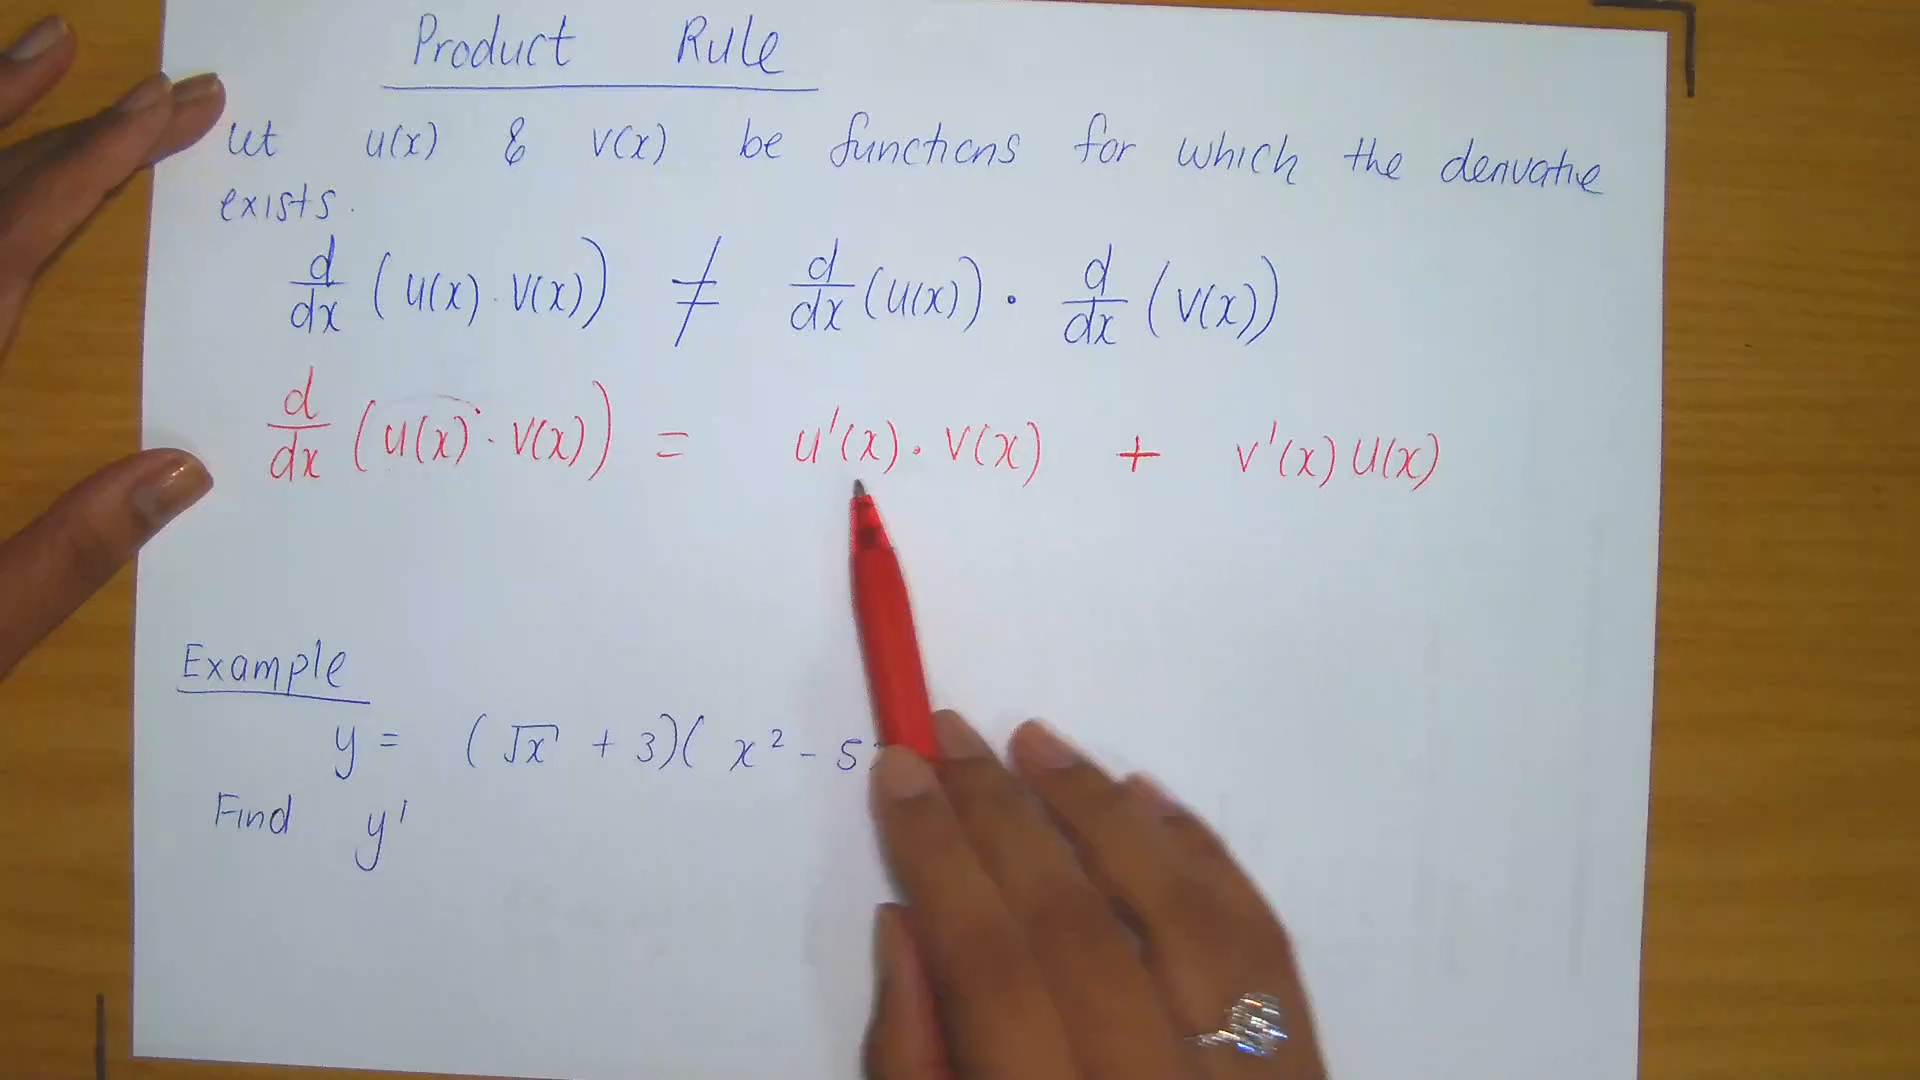 Product Rule
Let u(x) & v(x) be functions for which the derivative
exists.
d/dx (u(x) · v(x)) ≠ d/dx (u(x)) · d/dx (v(x))
d/dx (u(x) · v(x)) = u'(x) · v(x) + v'(x) u(x)
Example
y = (√x + 3)( x² - 5
Find y'